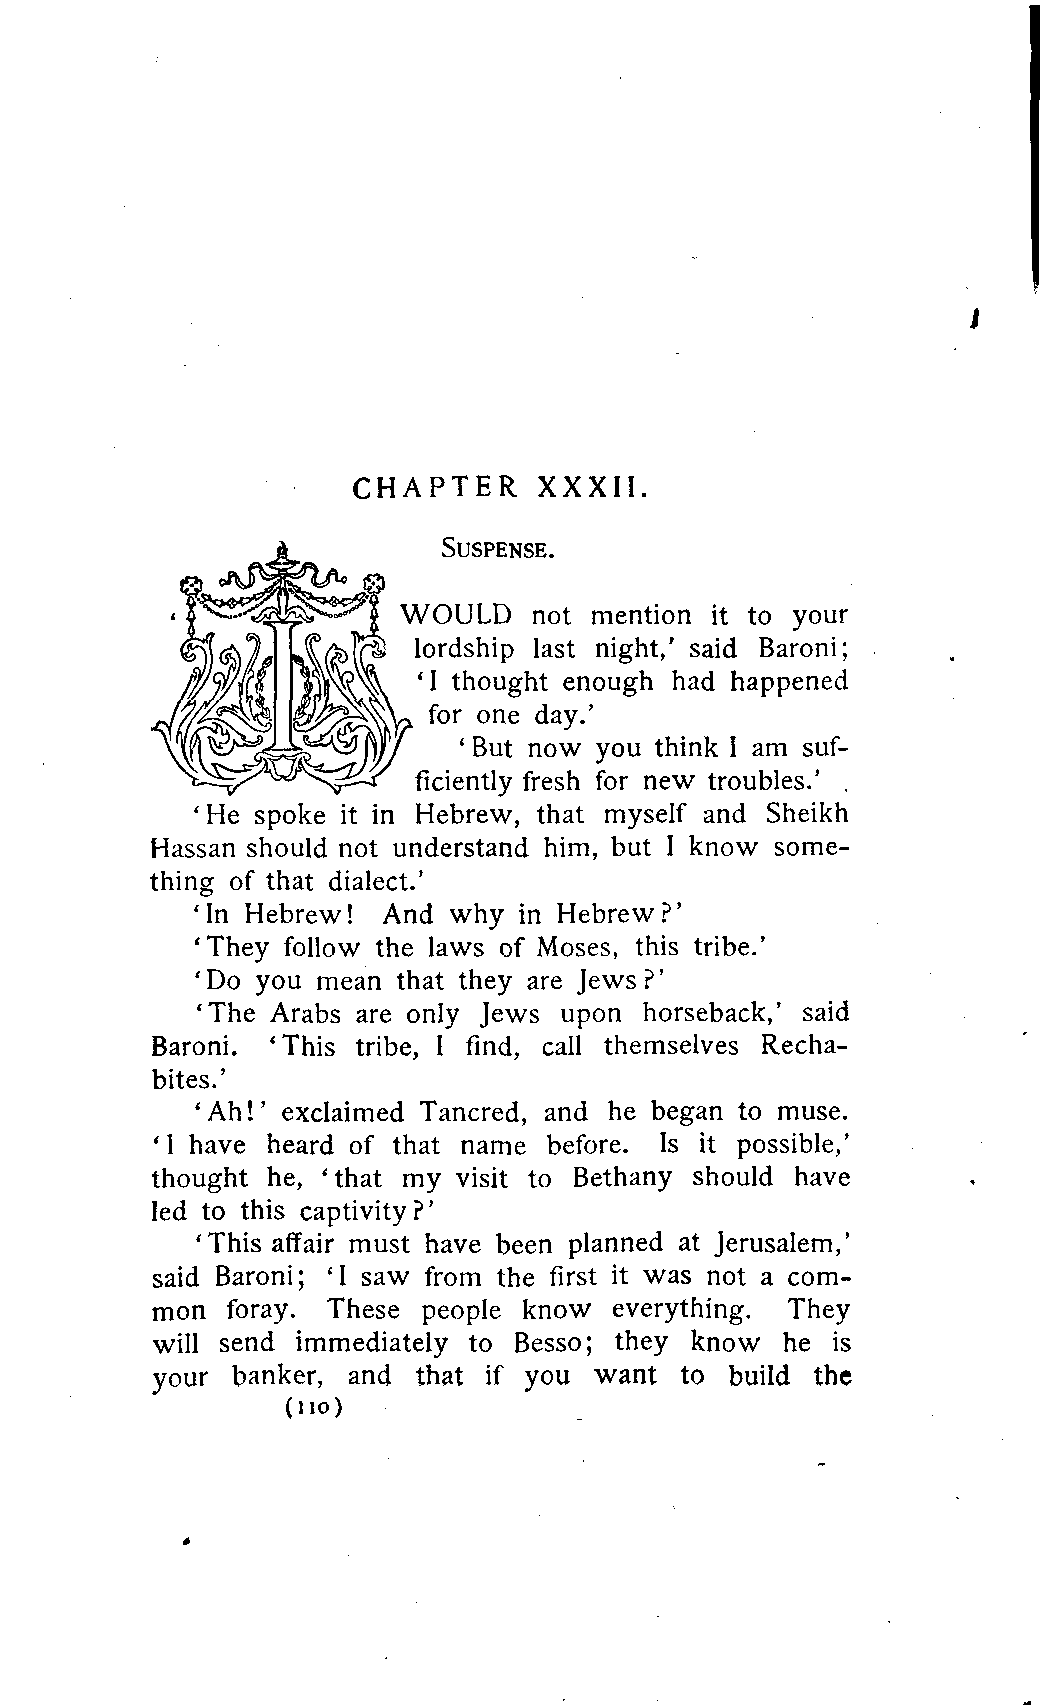 CHAPTER XXXII.
SUSPENSE.
‘I WOULD not mention it to your
lordship last night,’ said Baroni;
‘I thought enough had happened
for one day.’
‘But now you think I am suf-
ficiently fresh for new troubles.’
‘He spoke it in Hebrew, that myself and Sheikh
Hassan should not understand him, but I know some-
thing of that dialect.’
‘In Hebrew! And why in Hebrew?’
‘They follow the laws of Moses, this tribe.’
‘Do you mean that they are Jews?’
‘The Arabs are only Jews upon horseback,’ said
Baroni. ‘This tribe, I find, call themselves Recha-
bites.’
‘Ah!’ exclaimed Tancred, and he began to muse.
‘I have heard of that name before. Is it possible,’
thought he, ‘that my visit to Bethany should have
led to this captivity?’
‘This affair must have been planned at Jerusalem,’
said Baroni; ‘I saw from the first it was not a com-
mon foray. These people know everything. They
will send immediately to Besso; they know he is
your banker, and that if you want to build the
(110)